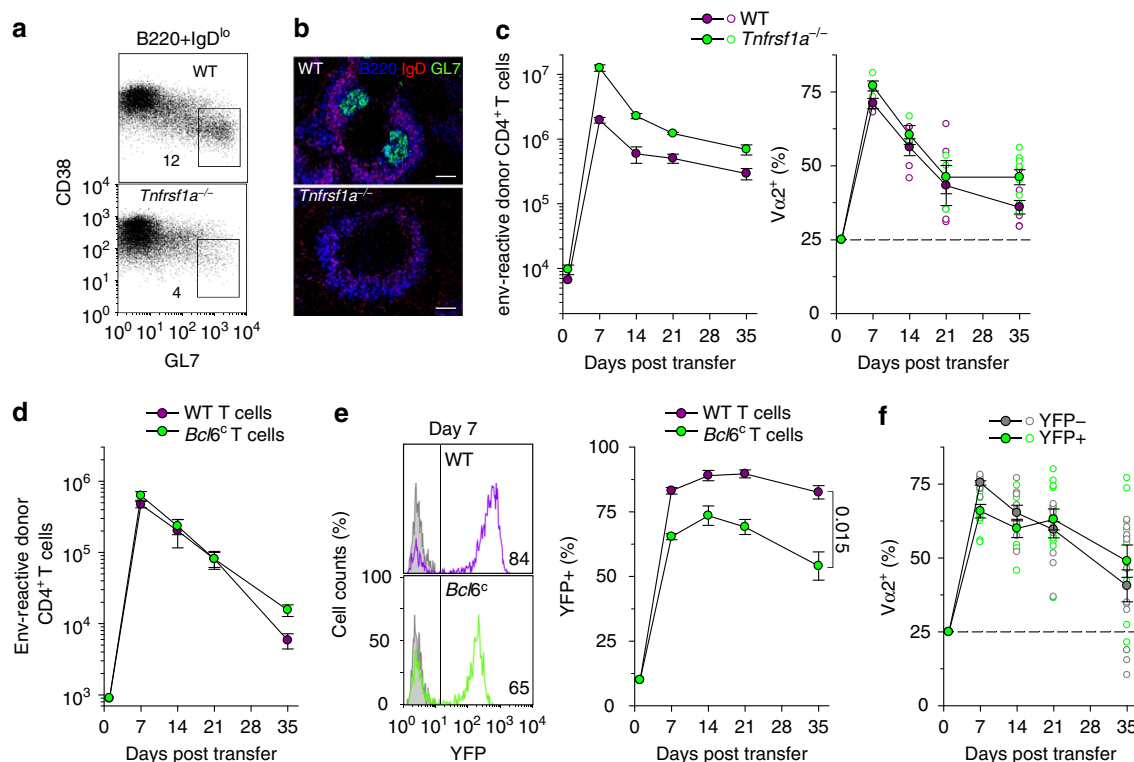 a
B220+IgD^lo
WT
12
CD38
10^4
10^3
10^2
10^1
10^0
Tnfrsf1a^−/−
4
10^0 10^1 10^2 10^3 10^4
GL7
b
WT B220 IgD GL7
Tnfrsf1a^−/−
c
WT
Tnfrsf1a^−/−
env-reactive donor CD4^+ T cells
10^7
10^6
10^5
10^4
0 7 14 21 28 35
Days post transfer
Vα2^+ (%)
75
50
25
0
0 7 14 21 28 35
Days post transfer
d
WT T cells
Bcl6^c T cells
Env-reactive donor
CD4^+ T cells
10^6
10^5
10^4
10^3
0 7 14 21 28 35
Days post transfer
e
Day 7
WT
84
Cell counts (%)
100
50
0
Bcl6^c
65
10^0 10^1 10^2 10^3 10^4
YFP
WT T cells
Bcl6^c T cells
YFP+ (%)
100
75
50
25
0
0.015
0 7 14 21 28 35
Days post transfer
f
YFP−
YFP+
Vα2^+ (%)
75
50
25
0
0 7 14 21 28 35
Days post transfer